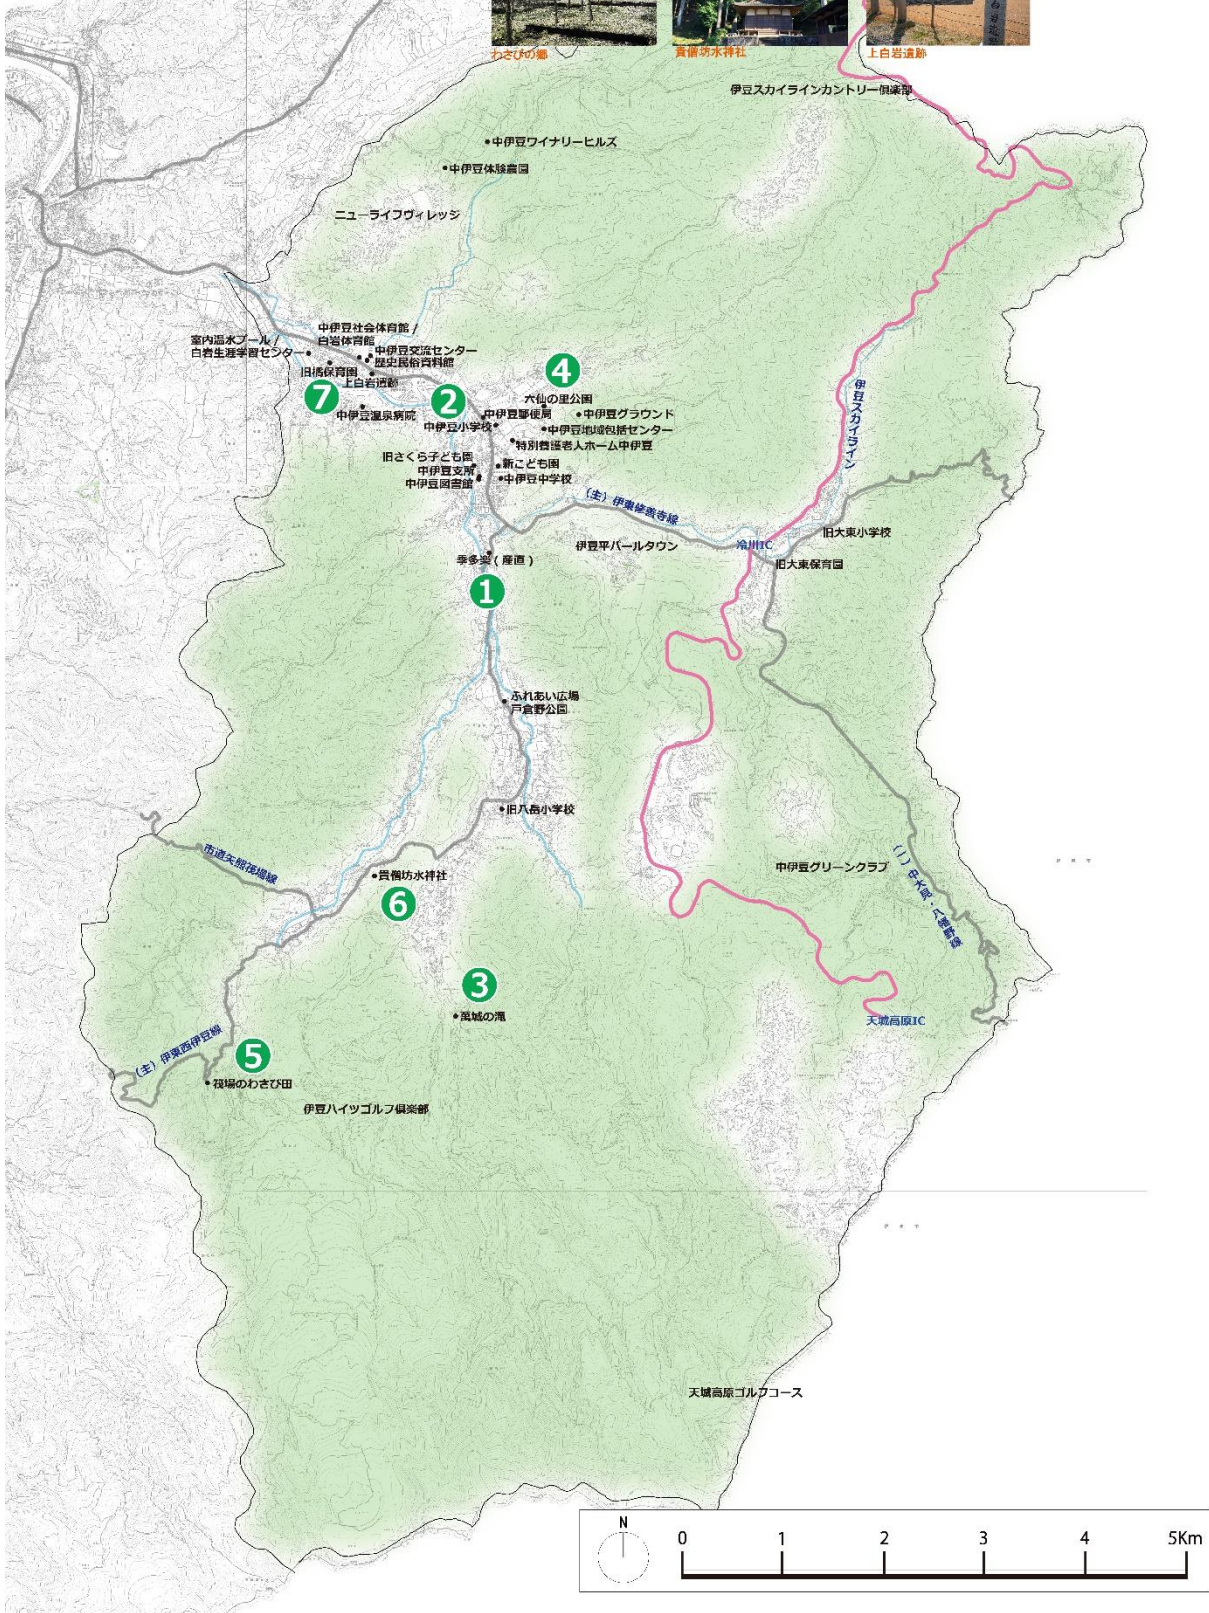 わさびの郷
貴僧坊水神社
上白岩遺跡
伊豆スカイラインカントリー倶楽部
•中伊豆ワイナリーヒルズ
•中伊豆体験農園
ニューライフヴィレッジ
中伊豆社会体育館 /
白岩体育館
室内温水プール /
白岩生涯学習センター•
•中伊豆交流センター
•歴史民俗資料館
旧橋保育園
上白岩遺跡
7
中伊豆温泉病院
2
4
六仙の里公園
中伊豆郵便局
•中伊豆グラウンド
中伊豆小学校•
•中伊豆地域包括センター
•特別養護老人ホーム中伊豆
旧さくら子ども園
•新こども園
中伊豆支所
中伊豆図書館•
•中伊豆中学校
伊豆スカイライン
(主) 伊東修善寺線
旧大東小学校
伊豆平パールタウン
冷川IC
旧大東保育園
季多楽 ( 産直 )
1
ふれあい広場
戸倉野公園
•旧八岳小学校
市道矢熊筏場線
•貴僧坊水神社
6
中伊豆グリーンクラブ
(一) 中大見・八幡野線
3
•萬城の滝
天城高原IC
(主) 伊東西伊豆線
5
•筏場のわさび田
伊豆ハイツゴルフ倶楽部
天城高原ゴルフコース
N
0 1 2 3 4 5Km